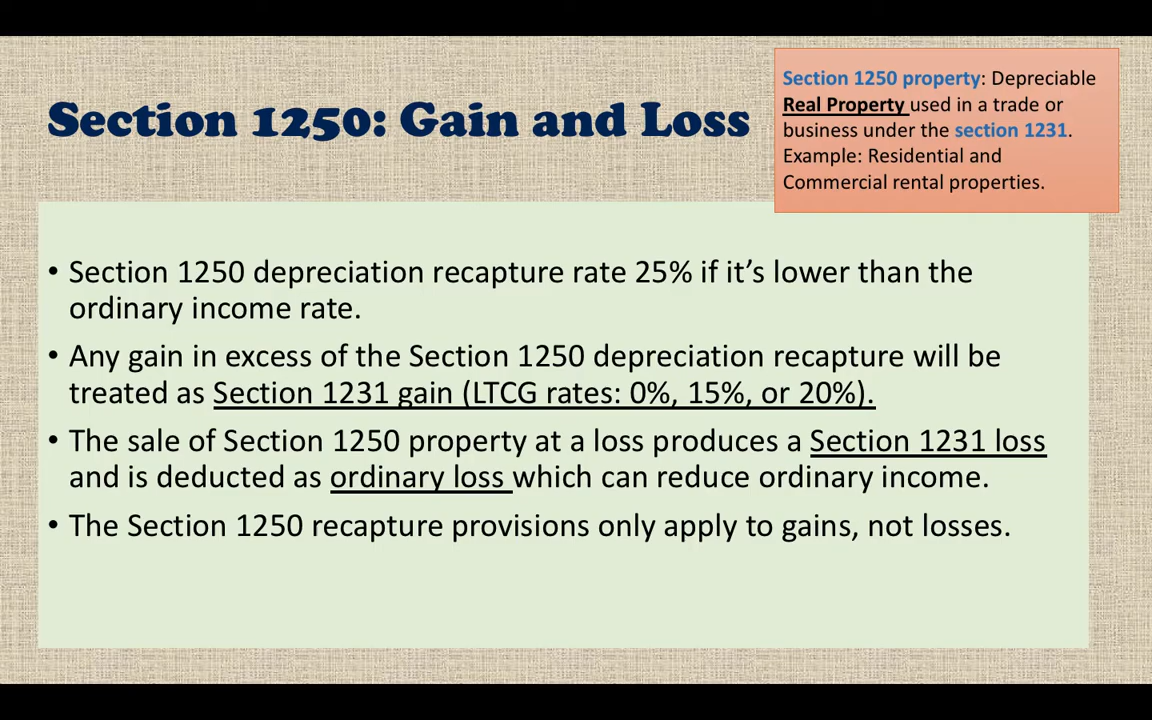 Section 1250: Gain and Loss
Section 1250 property: Depreciable
Real Property used in a trade or
business under the section 1231.
Example: Residential and
Commercial rental properties.
• Section 1250 depreciation recapture rate 25% if it’s lower than the
ordinary income rate.
• Any gain in excess of the Section 1250 depreciation recapture will be
treated as Section 1231 gain (LTCG rates: 0%, 15%, or 20%).
• The sale of Section 1250 property at a loss produces a Section 1231 loss
and is deducted as ordinary loss which can reduce ordinary income.
• The Section 1250 recapture provisions only apply to gains, not losses.